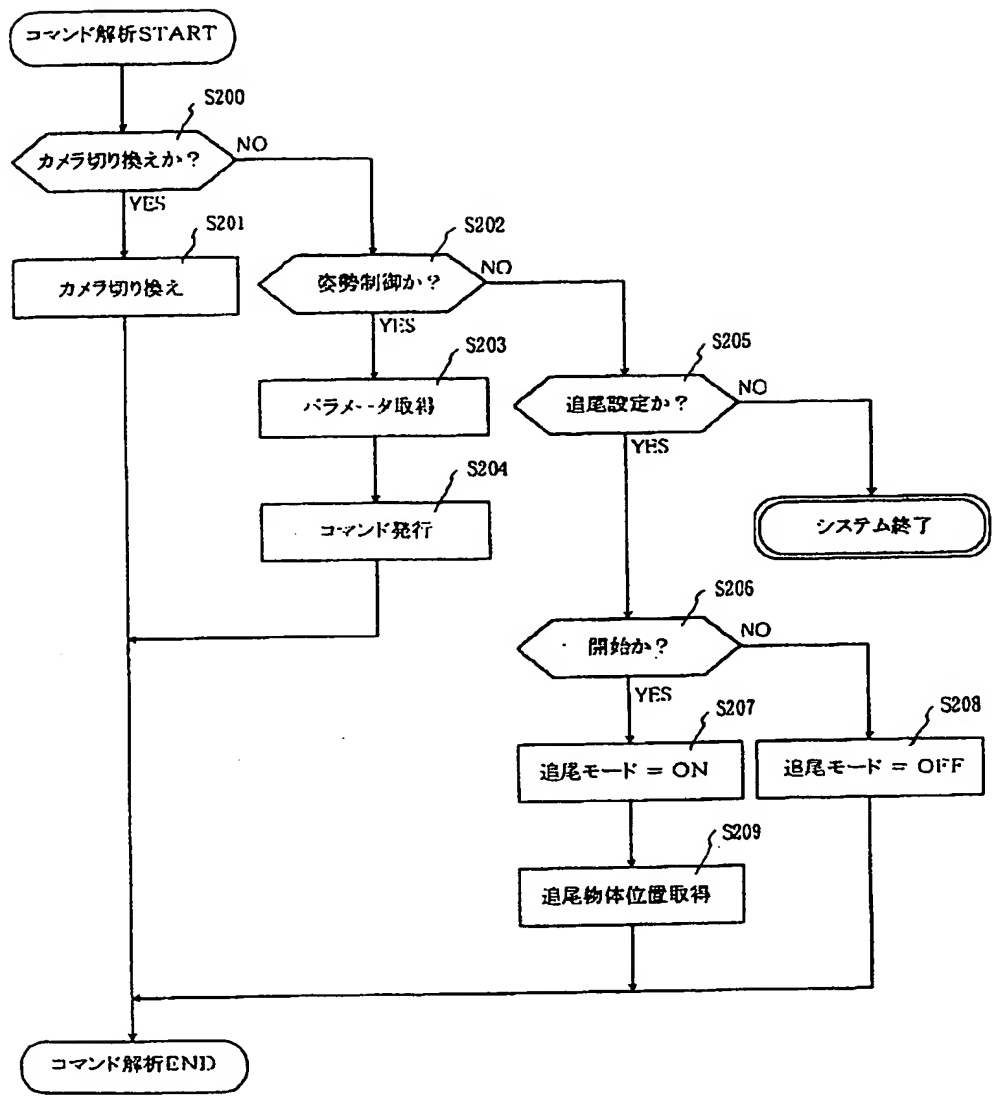 コマンド解析START
S200
カメラ切り換えか?
NO
YES
S201
カメラ切り換え
S202
姿勢制御か?
NO
YES
S203
パラメータ取得
S204
コマンド発行
S205
追尾設定か?
NO
YES
システム終了
S206
開始か?
NO
YES
S207
追尾モード = ON
S208
追尾モード = OFF
S209
追尾物体位置取得
コマンド解析END